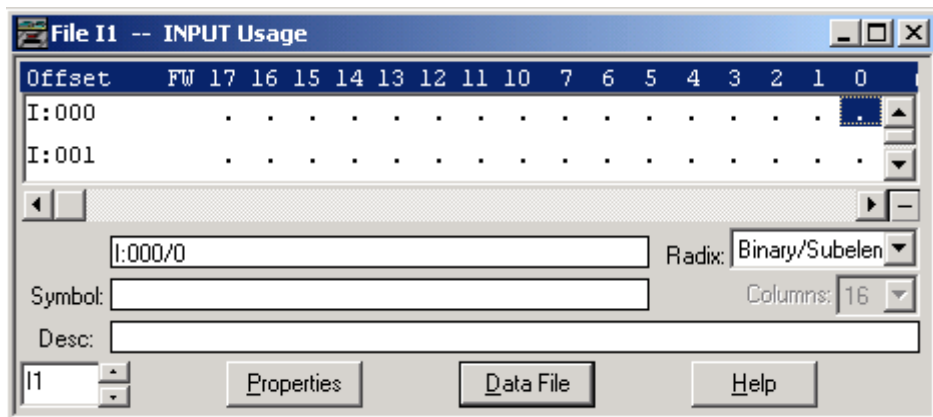 File I1 -- INPUT Usage
Offset FW 17 16 15 14 13 12 11 10 7 6 5 4 3 2 1 0
I:000 . . . . . . . . . . . . . . . .
I:001 . . . . . . . . . . . . . . . .
I:000/0 Radix: Binary/Subelen
Symbol: Columns: 16
Desc:
I1 Properties Data File Help